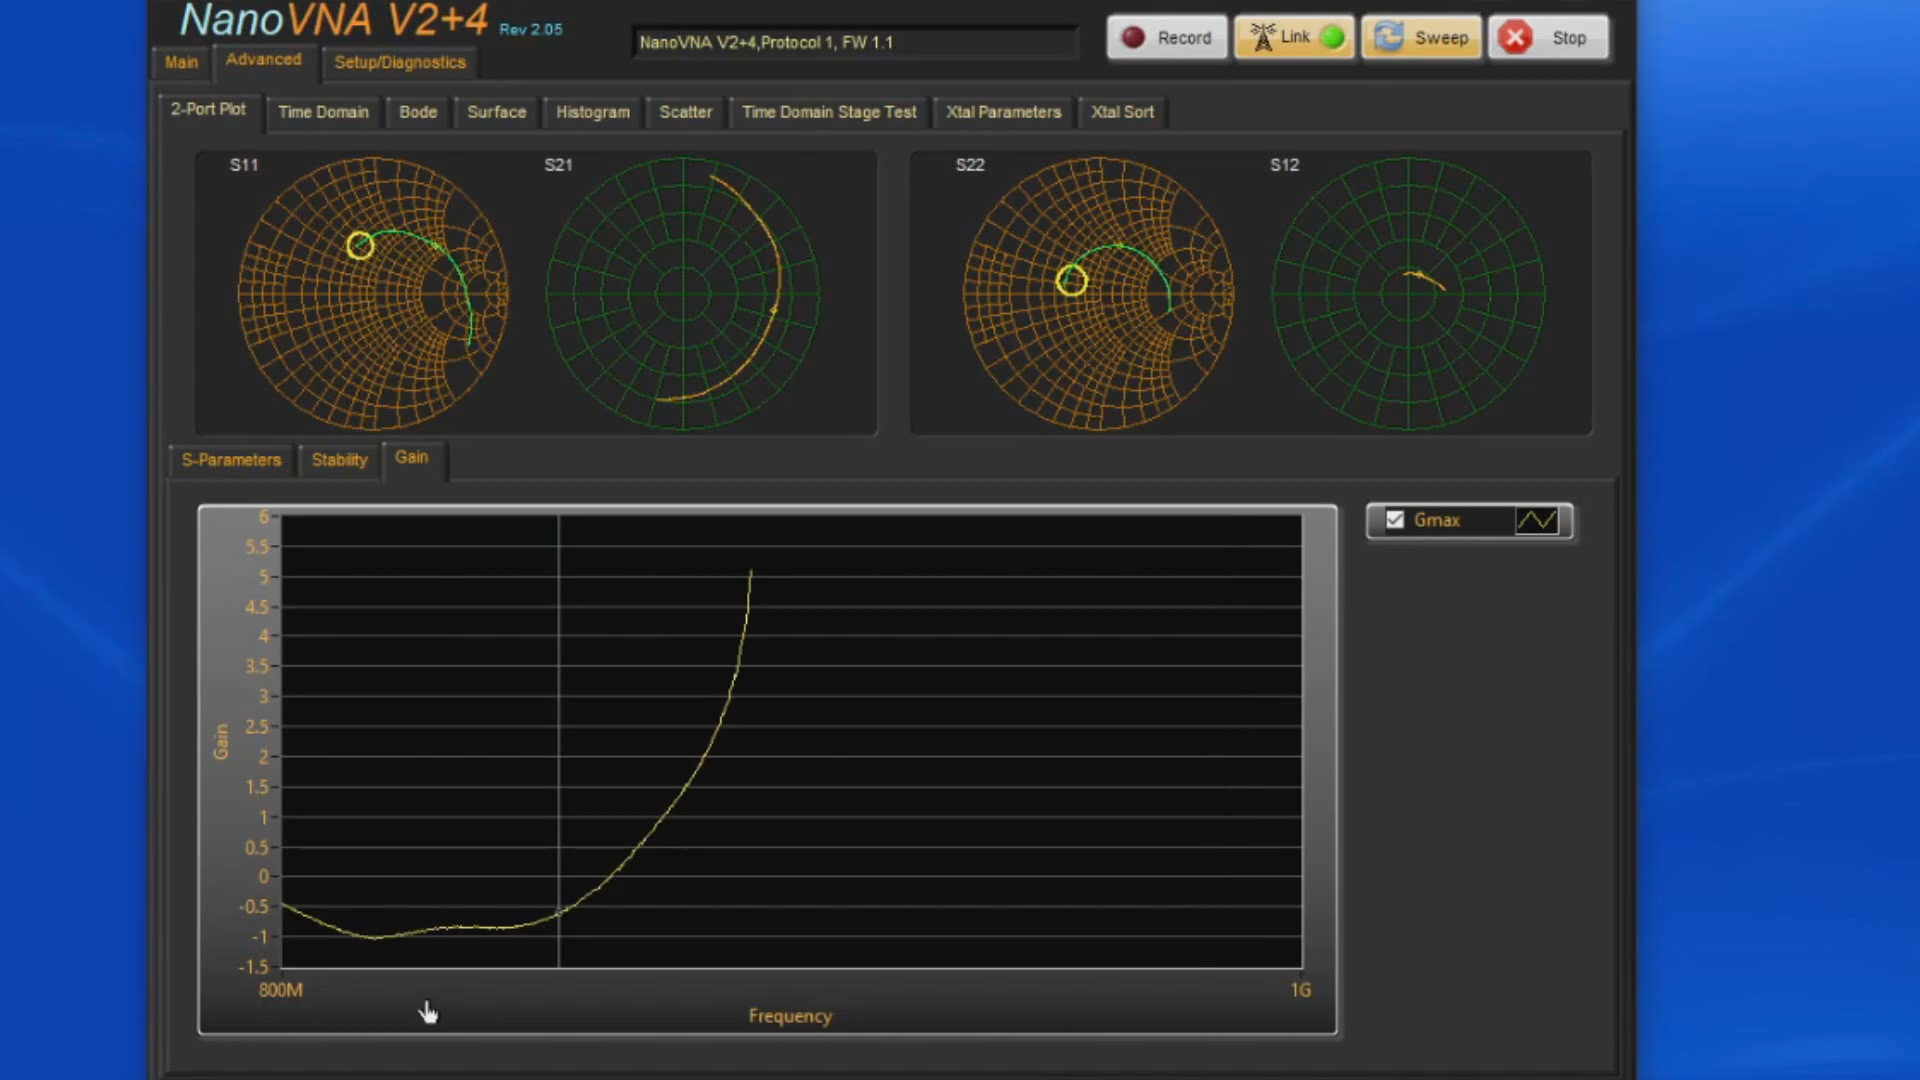 NanoVNA V2+4 Rev 2.05
NanoVNA V2+4,Protocol 1, FW 1.1
Record
Link
Sweep
Stop
Main
Advanced
Setup/Diagnostics
2-Port Plot
Time Domain
Bode
Surface
Histogram
Scatter
Time Domain Stage Test
Xtal Parameters
Xtal Sort
S11
S21
S22
S12
S-Parameters
Stability
Gain
Gmax
6
5.5
5
4.5
4
3.5
3
2.5
2
1.5
1
0.5
0
-0.5
-1
-1.5
Gain
800M
1G
Frequency